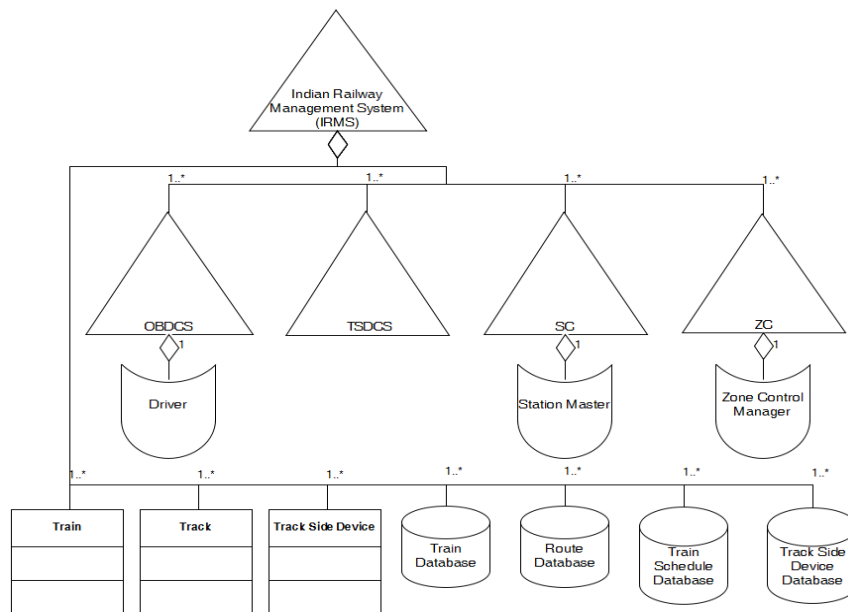 Indian Railway
Management System
(IRMS)
1..* 1..* 1..* 1..*
OBDCS TSDCS SC ZC
1 1 1
Driver
Station Master
Zone Control
Manager
1..* 1..* 1..* 1..* 1..* 1..* 1..*
Train Track Track Side Device
Train
Database
Route
Database
Train
Schedule
Database
Track Side
Device
Database